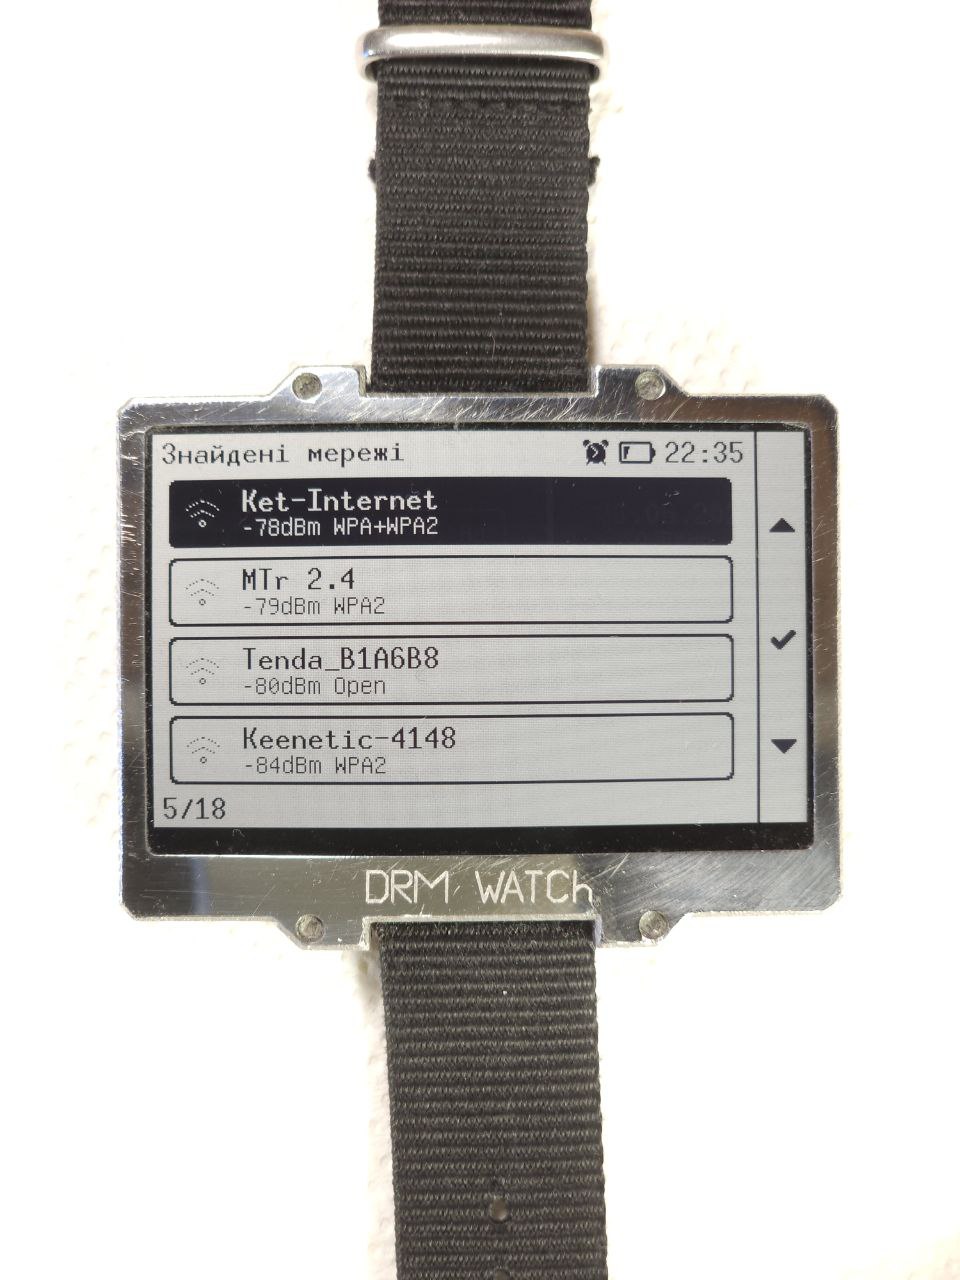 Знайдені мережі 22:35
Ket-Internet
-78dBm WPA+WPA2
MTr 2.4
-79dBm WPA2
Tenda_B1A6B8
-80dBm Open
Keenetic-4148
-84dBm WPA2
5/18
DRM WATCh